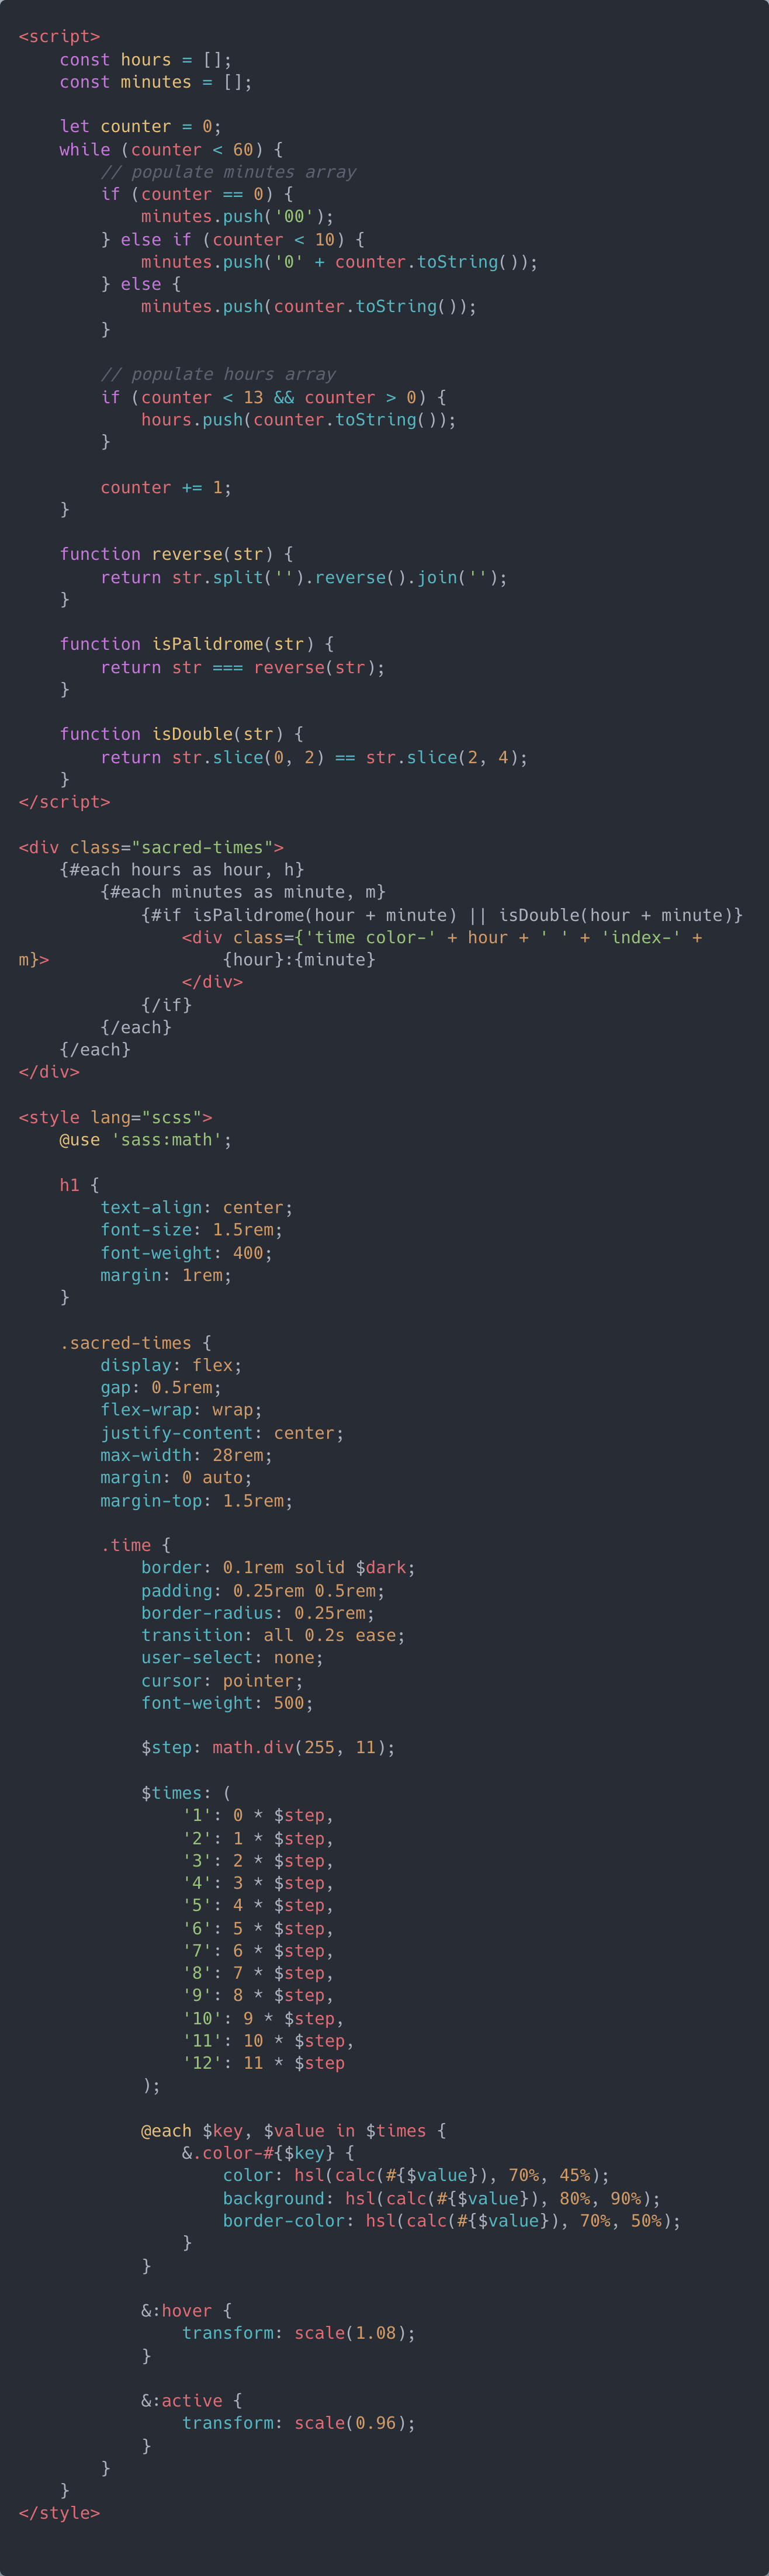 <script>
    const hours = [];
    const minutes = [];

    let counter = 0;
    while (counter < 60) {
        // populate minutes array
        if (counter == 0) {
            minutes.push('00');
        } else if (counter < 10) {
            minutes.push('0' + counter.toString());
        } else {
            minutes.push(counter.toString());
        }

        // populate hours array
        if (counter < 13 && counter > 0) {
            hours.push(counter.toString());
        }

        counter += 1;
    }

    function reverse(str) {
        return str.split('').reverse().join('');
    }

    function isPalidrome(str) {
        return str === reverse(str);
    }

    function isDouble(str) {
        return str.slice(0, 2) == str.slice(2, 4);
    }
</script>

<div class="sacred-times">
    {#each hours as hour, h}
        {#each minutes as minute, m}
            {#if isPalidrome(hour + minute) || isDouble(hour + minute)}
                <div class={'time color-' + hour + ' ' + 'index-' +
m}>                 {hour}:{minute}
                </div>
            {/if}
        {/each}
    {/each}
</div>

<style lang="scss">
    @use 'sass:math';

    h1 {
        text-align: center;
        font-size: 1.5rem;
        font-weight: 400;
        margin: 1rem;
    }

    .sacred-times {
        display: flex;
        gap: 0.5rem;
        flex-wrap: wrap;
        justify-content: center;
        max-width: 28rem;
        margin: 0 auto;
        margin-top: 1.5rem;

        .time {
            border: 0.1rem solid $dark;
            padding: 0.25rem 0.5rem;
            border-radius: 0.25rem;
            transition: all 0.2s ease;
            user-select: none;
            cursor: pointer;
            font-weight: 500;

            $step: math.div(255, 11);

            $times: (
                '1': 0 * $step,
                '2': 1 * $step,
                '3': 2 * $step,
                '4': 3 * $step,
                '5': 4 * $step,
                '6': 5 * $step,
                '7': 6 * $step,
                '8': 7 * $step,
                '9': 8 * $step,
                '10': 9 * $step,
                '11': 10 * $step,
                '12': 11 * $step
            );

            @each $key, $value in $times {
                &.color-#{$key} {
                    color: hsl(calc(#{$value}), 70%, 45%);
                    background: hsl(calc(#{$value}), 80%, 90%);
                    border-color: hsl(calc(#{$value}), 70%, 50%);
                }
            }

            &:hover {
                transform: scale(1.08);
            }

            &:active {
                transform: scale(0.96);
            }
        }
    }
</style>